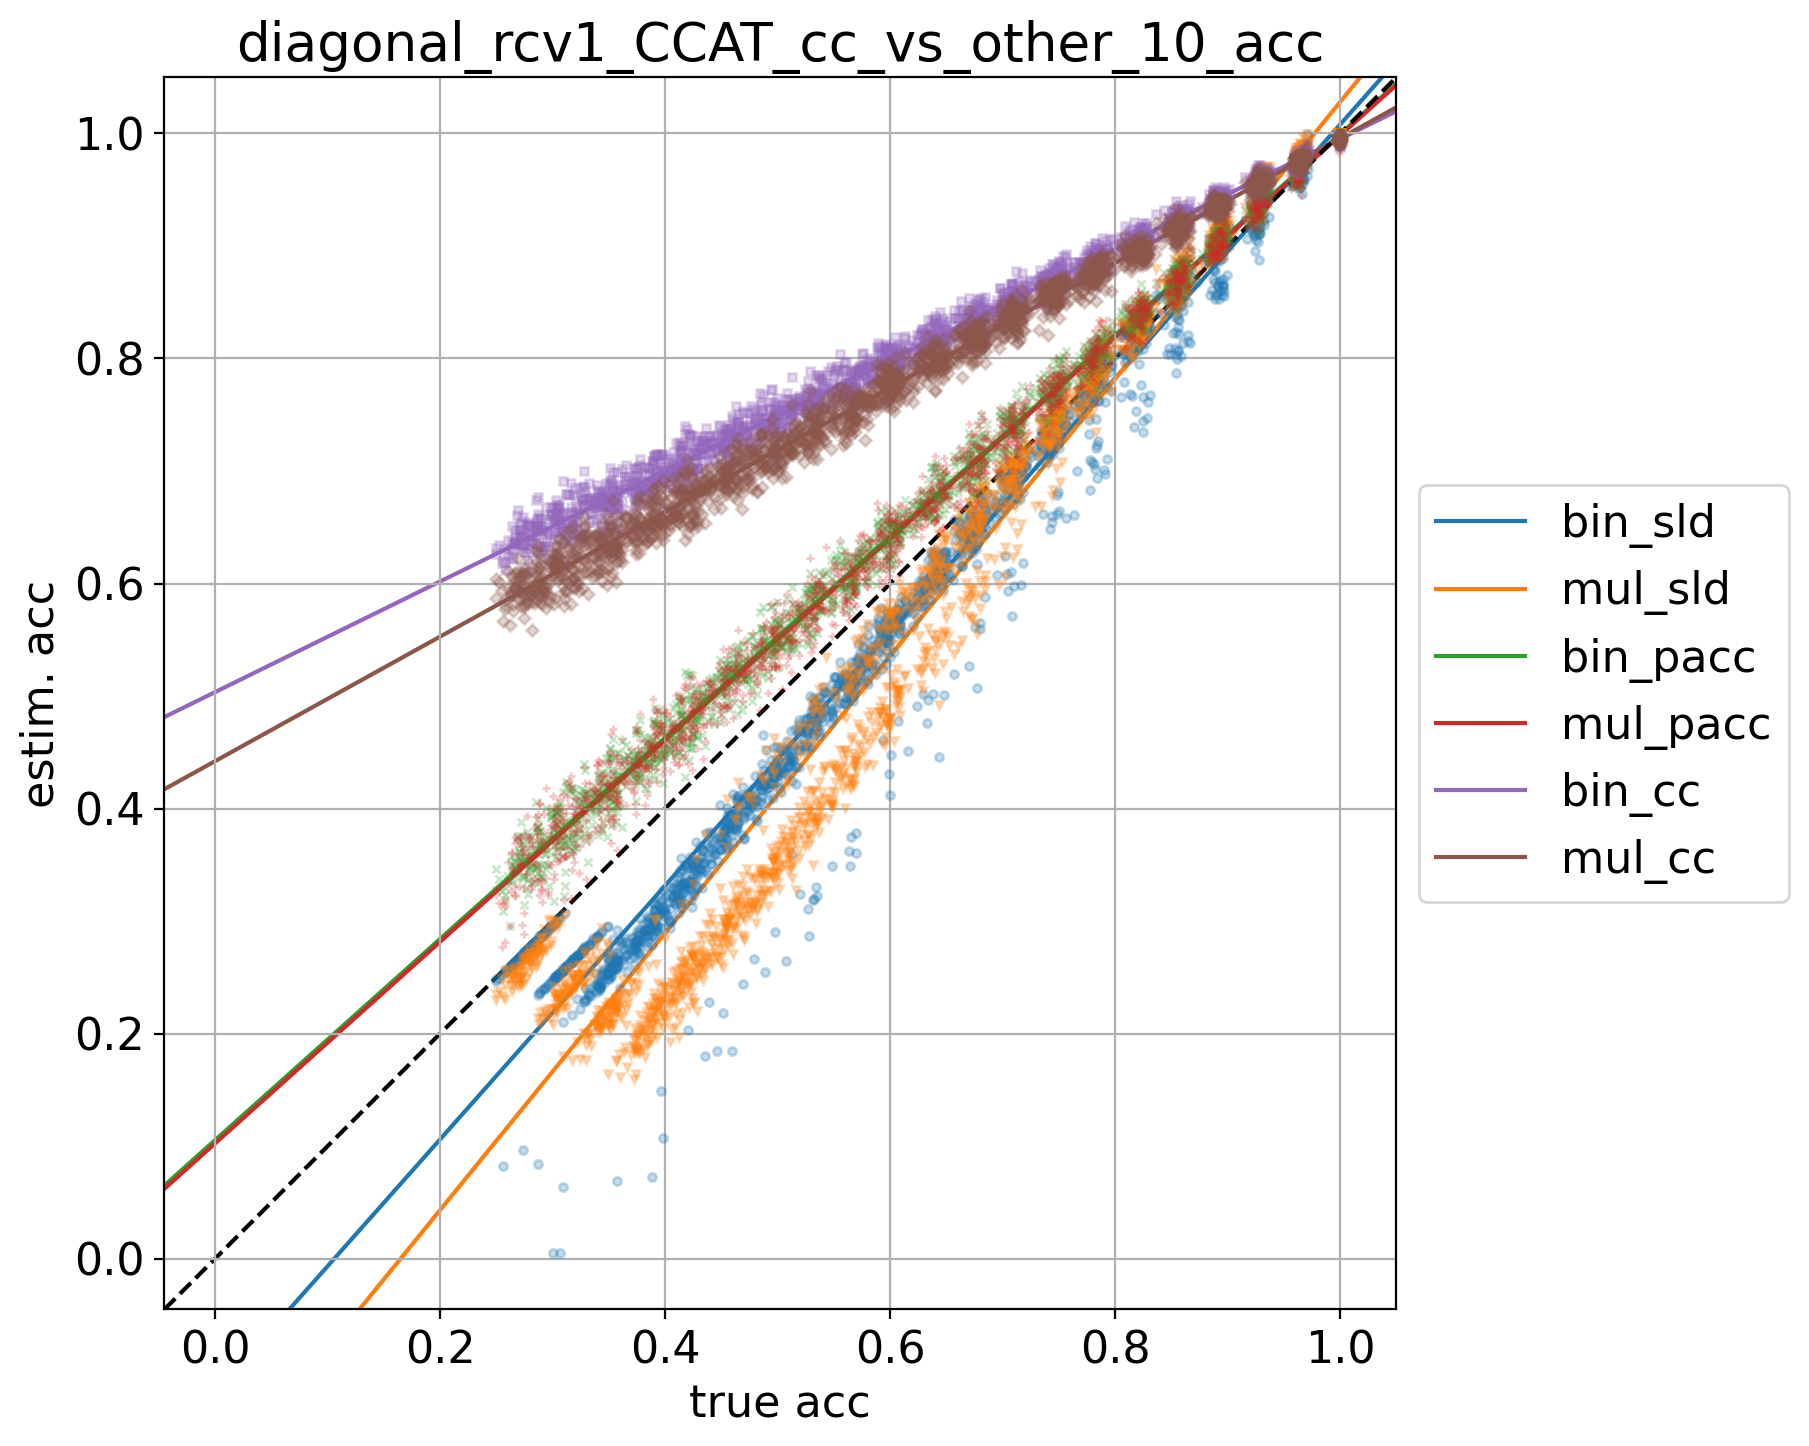 diagonal_rcv1_CCAT_cc_vs_other_10_acc
1.0
0.8
0.6
0.4
0.2
0.0
estim. acc
0.0 0.2 0.4 0.6 0.8 1.0
true acc
bin_sld
mul_sld
bin_pacc
mul_pacc
bin_cc
mul_cc